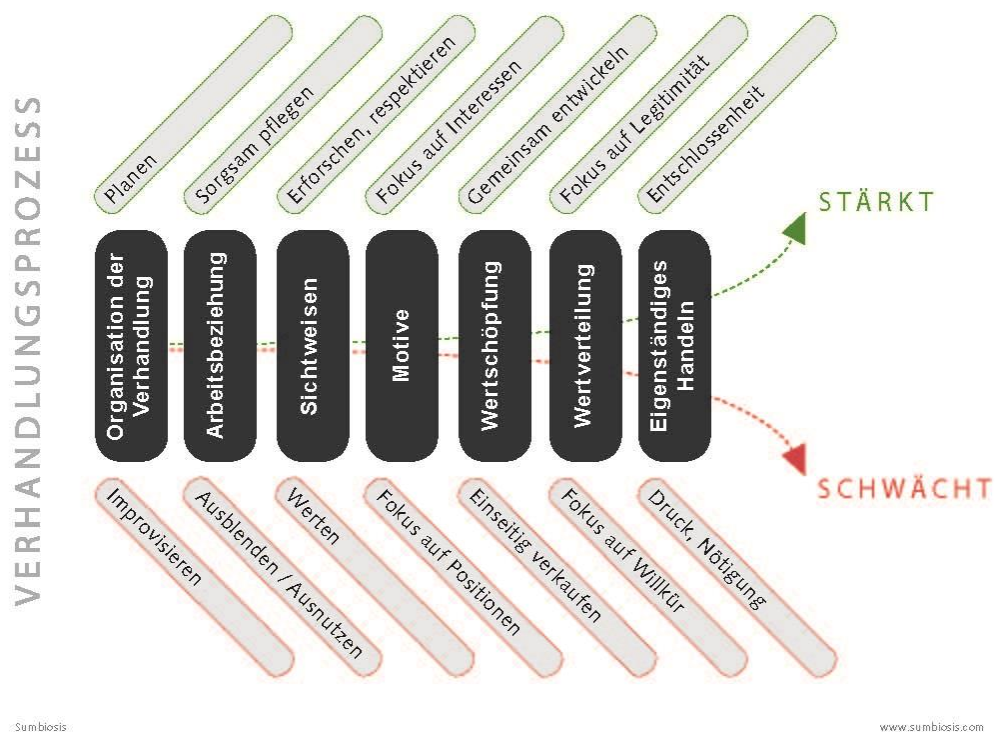 VERHANDLUNGSPROZESS
Planen
Sorgsam pflegen
Erforschen, respektieren
Fokus auf Interessen
Gemeinsam entwickeln
Fokus auf Legitimität
Entschlossenheit
STÄRKT
Organisation der
Verhandlung
Arbeitsbeziehung
Sichtweisen
Motive
Wertschöpfung
Wertverteilung
Eigenständiges
Handeln
SCHWÄCHT
Improvisieren
Ausblenden / Ausnutzen
Werten
Fokus auf Positionen
Einseitig verkaufen
Fokus auf Willkür
Druck, Nötigung
Sumbiosis
www.sumbiosis.com